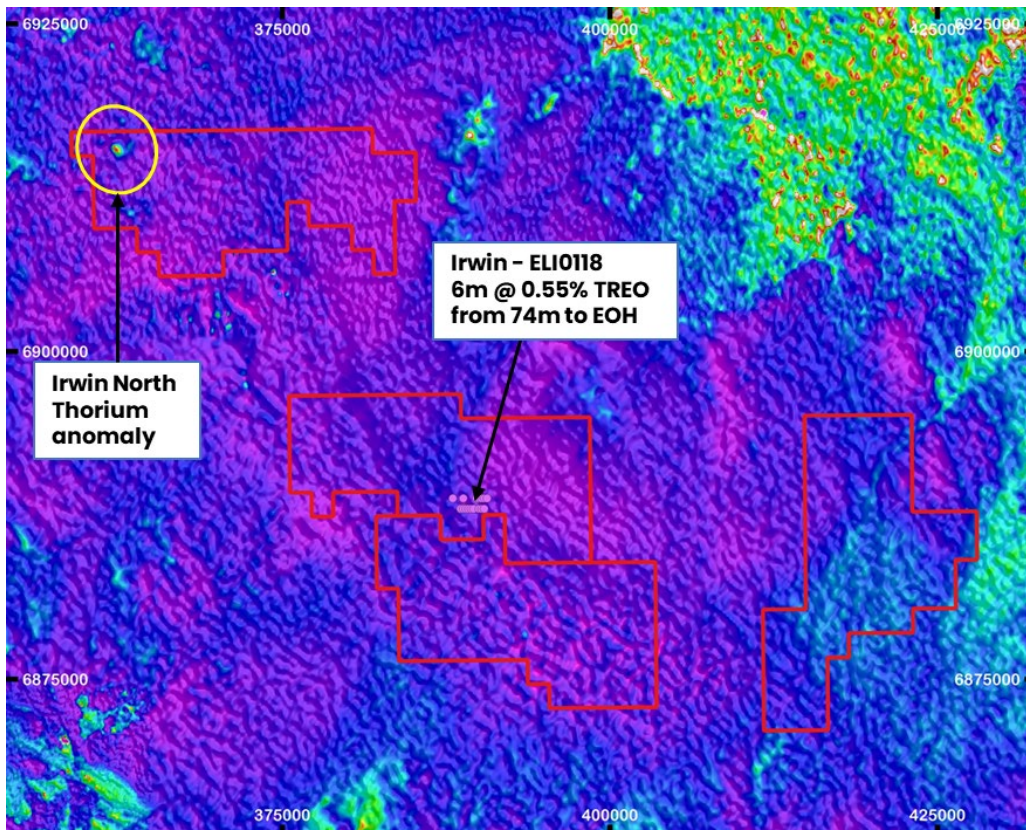 6925000
375000
400000
425000
6925000
Irwin - ELI0118
6m @ 0.55% TREO
from 74m to EOH
6900000
6900000
Irwin North
Thorium
anomaly
6875000
6875000
375000
400000
425000